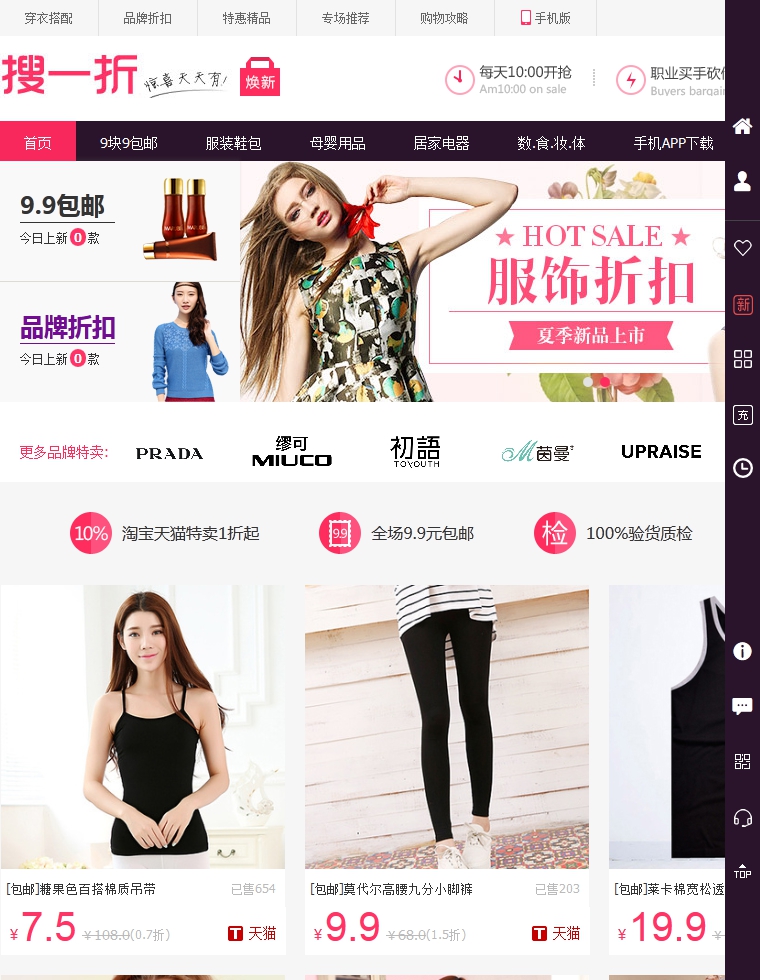 穿衣搭配 品牌折扣 特惠精品 专场推荐 购物攻略 手机版
搜一折 惊喜天天有! 焕新
每天10:00开抢
Am10:00 on sale
职业买手砍
Buyers bargain
首页 9块9包邮 服装鞋包 母婴用品 居家电器 数.食.妆.体 手机APP下载
9.9包邮
今日上新0款
品牌折扣
今日上新0款
HOT SALE
服饰折扣
夏季新品上市
新
充
更多品牌特卖: PRADA 缪可 MIUCO 初語 TOYOUTH 茵曼 UPRAISE
10% 淘宝天猫特卖1折起 9.9 全场9.9元包邮 检 100%验货质检
TOP
[包邮]糖果色百搭棉质吊带 已售654
¥7.5 ¥108.0(0.7折) T 天猫
[包邮]莫代尔高腰九分小脚裤 已售203
¥9.9 ¥68.0(1.5折) T 天猫
[包邮]莱卡棉宽松透
¥19.9 ¥